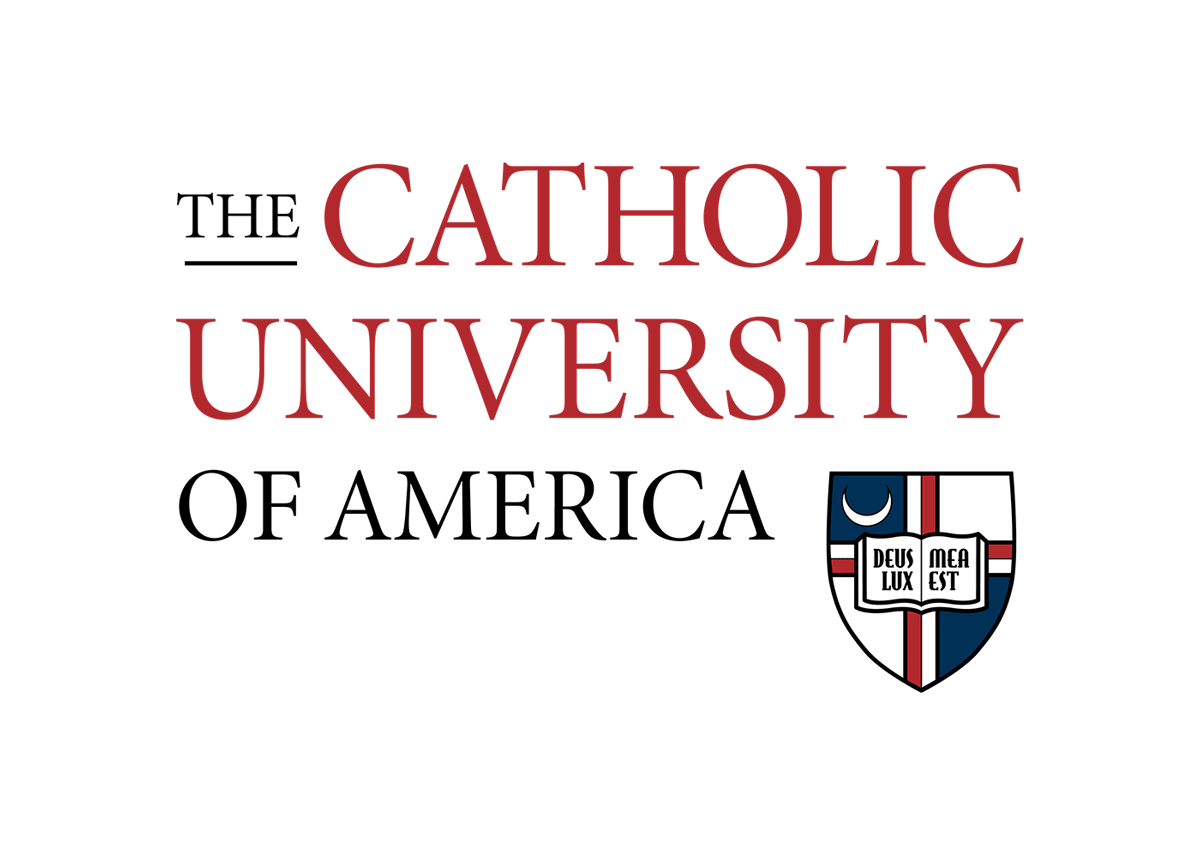 THE CATHOLIC
UNIVERSITY
OF AMERICA
DEUS MEA
LUX EST